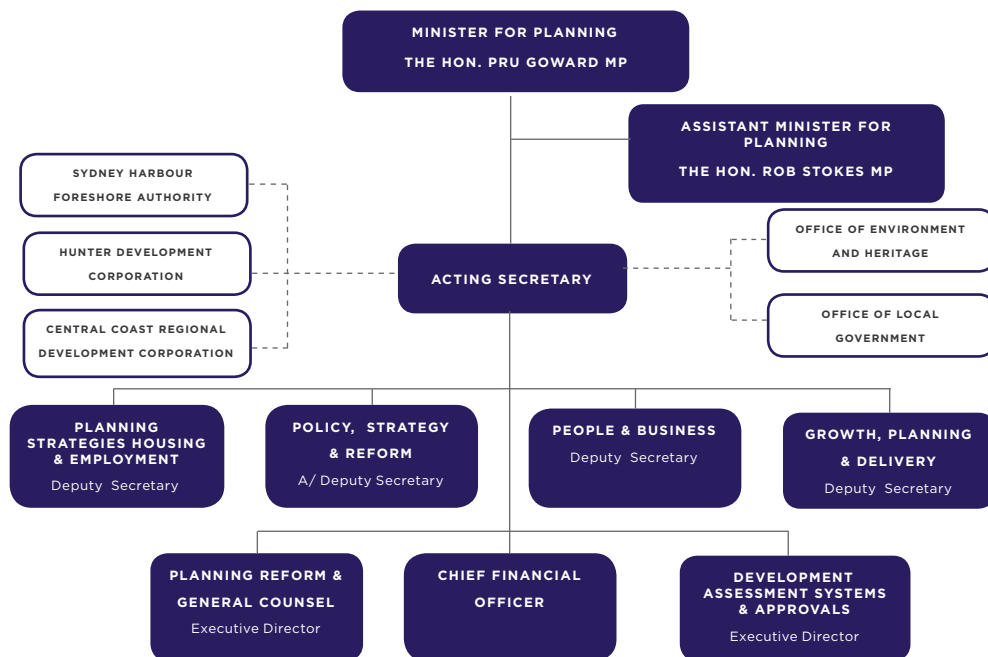 MINISTER FOR PLANNING
THE HON. PRU GOWARD MP
ASSISTANT MINISTER FOR
PLANNING
THE HON. ROB STOKES MP
SYDNEY HARBOUR
FORESHORE AUTHORITY
HUNTER DEVELOPMENT
CORPORATION
CENTRAL COAST REGIONAL
DEVELOPMENT CORPORATION
ACTING SECRETARY
OFFICE OF ENVIRONMENT
AND HERITAGE
OFFICE OF LOCAL
GOVERNMENT
PLANNING
STRATEGIES HOUSING
& EMPLOYMENT
Deputy Secretary
POLICY, STRATEGY
& REFORM
A/ Deputy Secretary
PEOPLE & BUSINESS
Deputy Secretary
GROWTH, PLANNING
& DELIVERY
Deputy Secretary
PLANNING REFORM &
GENERAL COUNSEL
Executive Director
CHIEF FINANCIAL
OFFICER
DEVELOPMENT
ASSESSMENT SYSTEMS
& APPROVALS
Executive Director